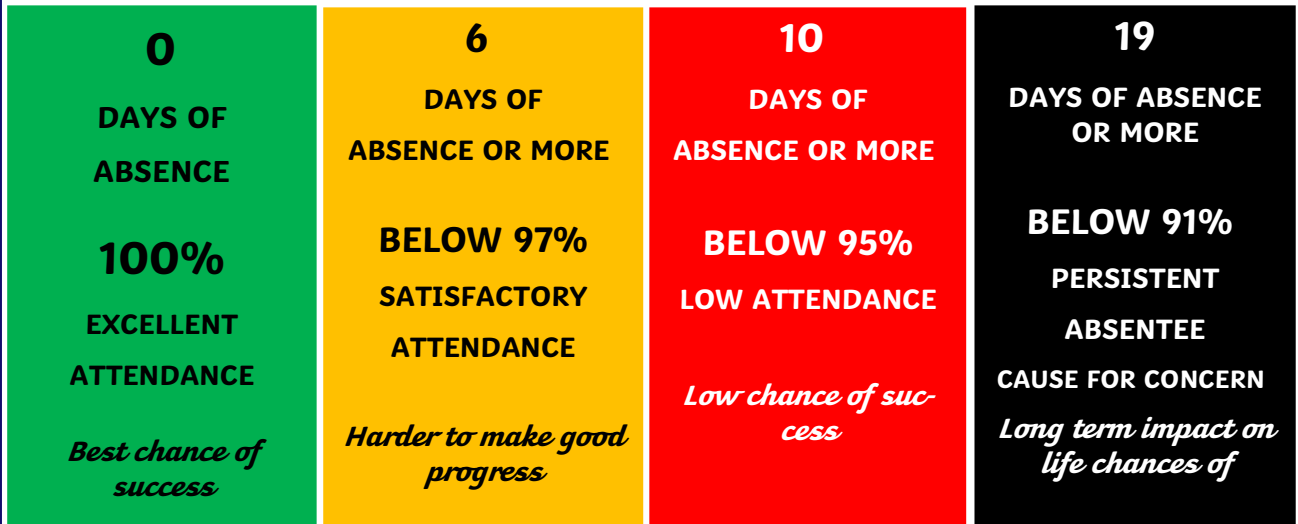 0
DAYS OF
ABSENCE
100%
EXCELLENT
ATTENDANCE
Best chance of
success
6
DAYS OF
ABSENCE OR MORE
BELOW 97%
SATISFACTORY
ATTENDANCE
Harder to make good
progress
10
DAYS OF
ABSENCE OR MORE
BELOW 95%
LOW ATTENDANCE
Low chance of suc-
cess
19
DAYS OF ABSENCE
OR MORE
BELOW 91%
PERSISTENT
ABSENTEE
CAUSE FOR CONCERN
Long term impact on
life chances of